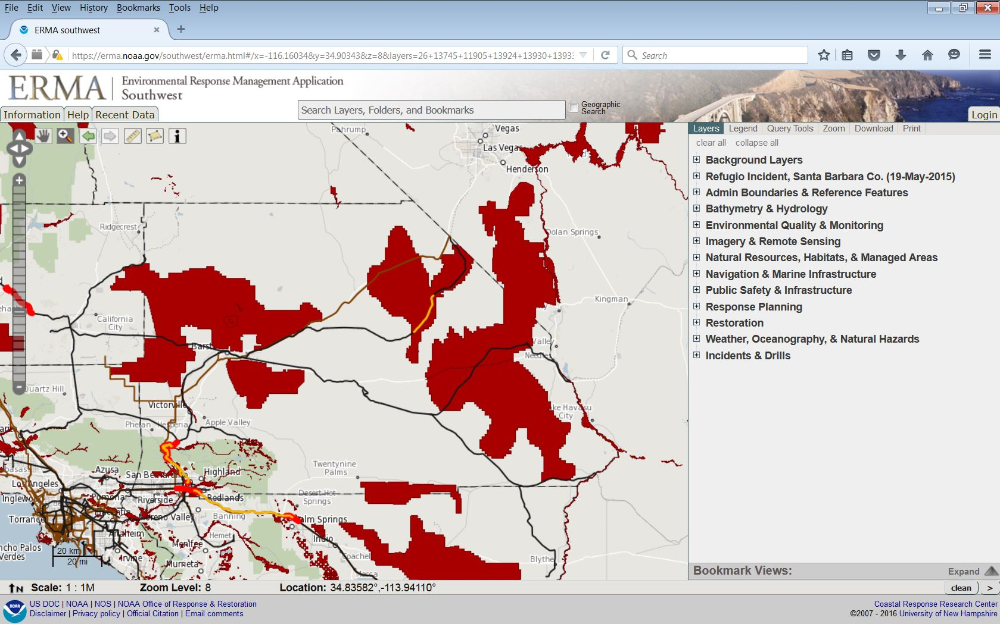 File Edit View History Bookmarks Tools Help
ERMA southwest
https://erma.noaa.gov/southwest/erma.html#/x=-116.16034&y=34.90343&z=8&layers=26+13745+11905+13924+13930+1393
Search
ERMA
Environmental Response Management Application
Southwest
Information Help Recent Data
Search Layers, Folders, and Bookmarks
Geographic
Search
Login
Layers Legend Query Tools Zoom Download Print
clear all collapse all
Background Layers
Refugio Incident, Santa Barbara Co. (19-May-2015)
Admin Boundaries & Reference Features
Bathymetry & Hydrology
Environmental Quality & Monitoring
Imagery & Remote Sensing
Natural Resources, Habitats, & Managed Areas
Navigation & Marine Infrastructure
Public Safety & Infrastructure
Response Planning
Restoration
Weather, Oceanography, & Natural Hazards
Incidents & Drills
Pahrump
Vegas
Las Vegas
Henderson
Ridgecrest
Dolan Springs
Kingman
California
City
Barst
Valley
Needles
Quartz Hill
Victorville
ke Havasu
City
Phelan Hesperia
Apple Valley
Twentynine
Palms
Azusa
San Bernardin
Highland
Los Angeles
Inglew
Pomona
Riverside
Redlands
Desert Hot
Springs
Torrance
Moreno Valley
Banning
alm Springs
Anaheim
Hemet
Indio
ncho Palos
Verdes
Menifee
Irvine
Murrieta
Coachel
Mecca
Blythe
20 km
20 mi
Bookmark Views:
Expand
N
Scale: 1 : 1M
Zoom Level: 8
Location: 34.83582°,-113.94110°
clean >
NOAA
US DOC | NOAA | NOS | NOAA Office of Response & Restoration
Disclaimer | Privacy policy | Official Citation | Email comments
Coastal Response Research Center
©2007 - 2016 University of New Hampshire